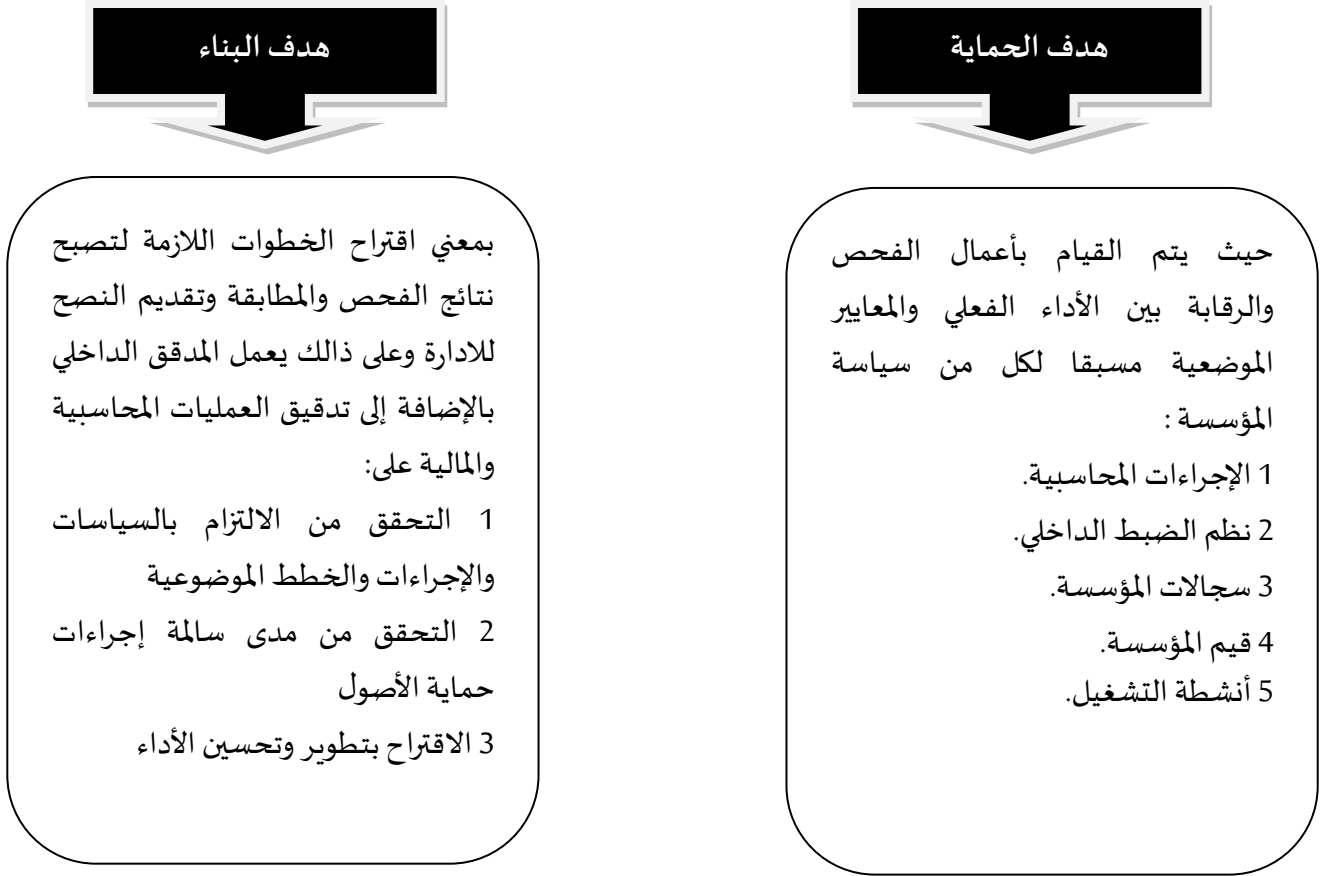 هدف الحماية
حيث يتم القيام بأعمال الفحص
والرقابة بين الأداء الفعلي والمعايير
الموضعية مسبقا لكل من سياسة
المؤسسة :
1 الإجراءات المحاسبية.
2 نظم الضبط الداخلي.
3 سجالات المؤسسة.
4 قيم المؤسسة.
5 أنشطة التشغيل.
هدف البناء
بمعني اقتراح الخطوات اللازمة لتصبح
نتائج الفحص والمطابقة وتقديم النصح
للادارة وعلى ذالك يعمل المدقق الداخلي
بالإضافة إلى تدقيق العمليات المحاسبية
والمالية على:
1 التحقق من الالتزام بالسياسات
والإجراءات والخطط الموضوعية
2 التحقق من مدى سالمة إجراءات
حماية الأصول
3 الاقتراح بتطوير وتحسين الأداء